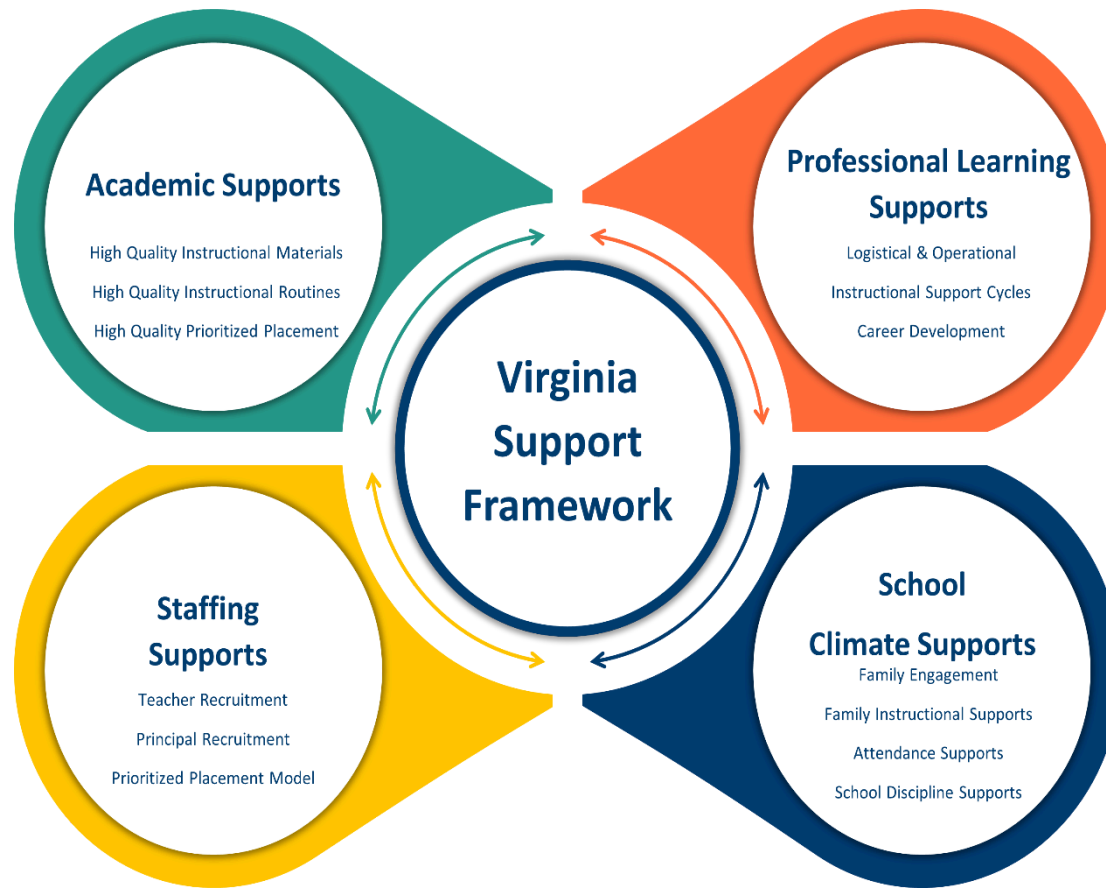 Academic Supports
High Quality Instructional Materials
High Quality Instructional Routines
High Quality Prioritized Placement
Professional Learning
Supports
Logistical & Operational
Instructional Support Cycles
Career Development
Virginia
Support
Framework
Staffing
Supports
Teacher Recruitment
Principal Recruitment
Prioritized Placement Model
School
Climate Supports
Family Engagement
Family Instructional Supports
Attendance Supports
School Discipline Supports